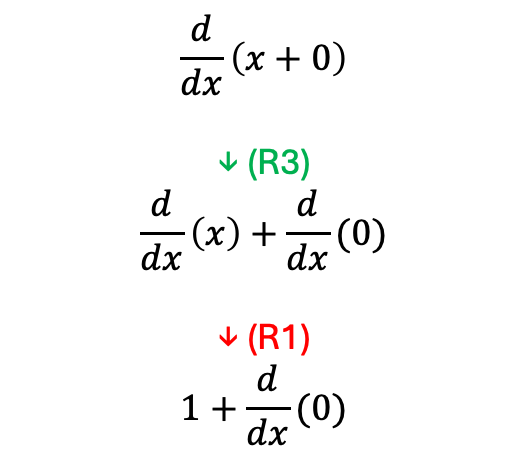 d/dx (x + 0)
↓ (R3)
d/dx (x) + d/dx (0)
↓ (R1)
1 + d/dx (0)